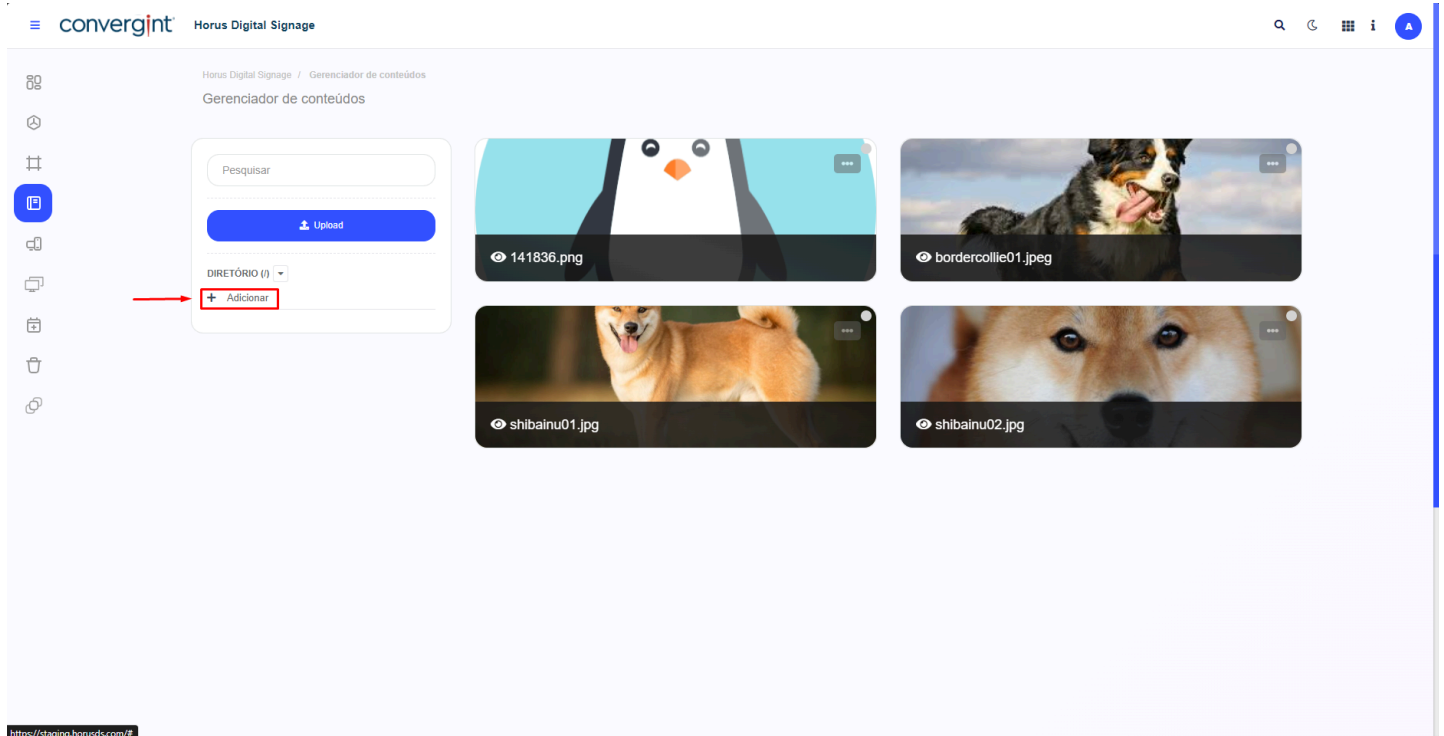 convergint Horus Digital Signage i A
Horus Digital Signage / Gerenciador de conteúdos
Gerenciador de conteúdos
Pesquisar
Upload
DIRETÓRIO (/)
+ Adicionar
141836.png
bordercollie01.jpeg
shibainu01.jpg
shibainu02.jpg
https://staging.horusds.com/#